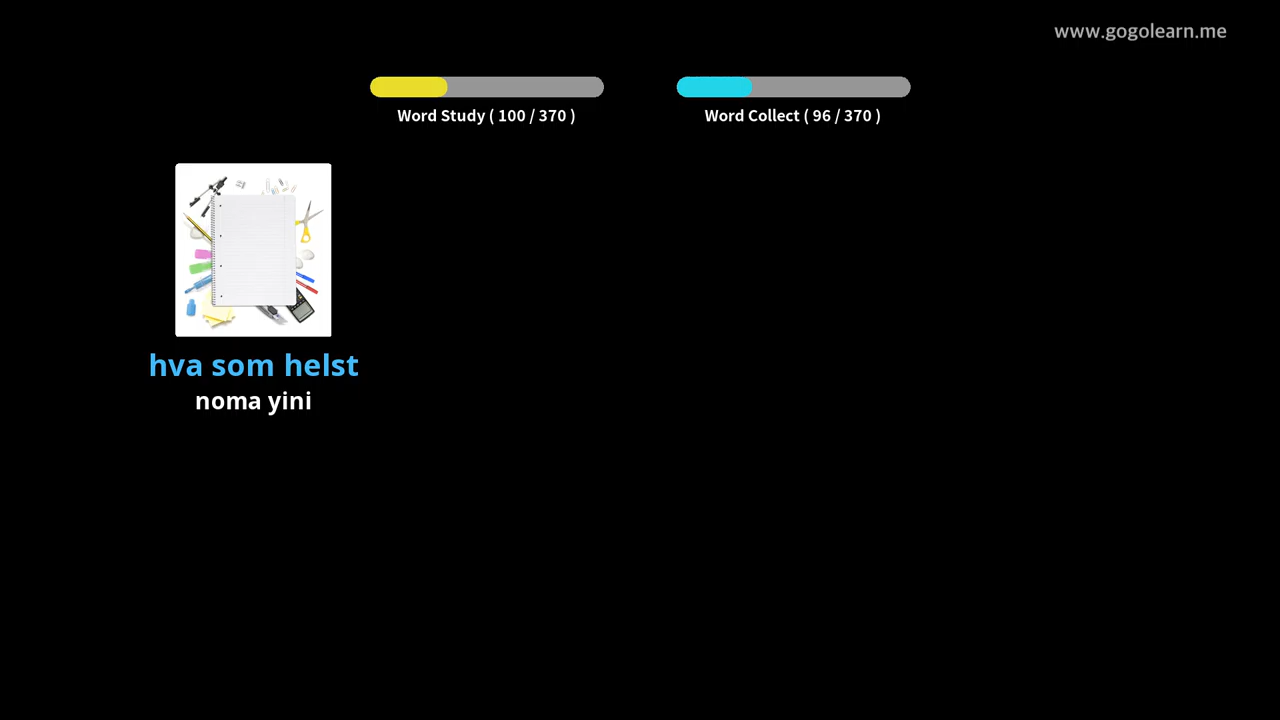 www.gogolearn.me
Word Study ( 100 / 370 )
Word Collect ( 96 / 370 )
hva som helst
noma yini